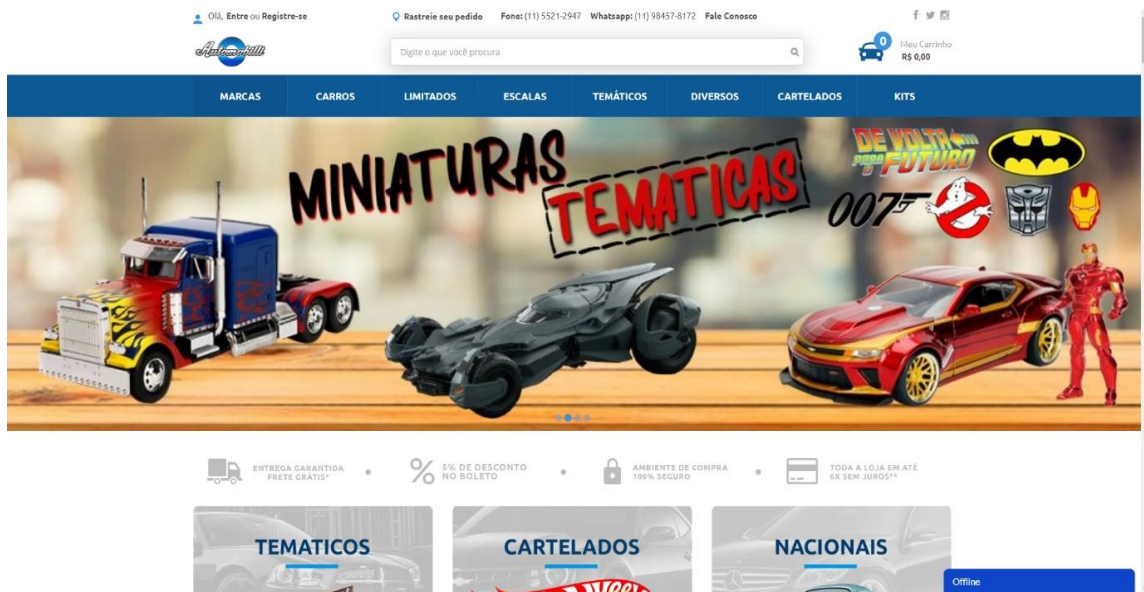 Olá, Entre ou Registre-se
Rastreie seu pedido Fone: (11) 5521-2947 Whatsapp: (11) 98457-8172 Fale Conosco
Automobilli
Digite o que você procura
0
Meu Carrinho
R$ 0,00
MARCAS CARROS LIMITADOS ESCALAS TEMÁTICOS DIVERSOS CARTELADOS KITS
MINIATURAS
TEMATICAS
DE VOLTA
PARA FUTURO
007
ENTREGA GARANTIDA
FRETE GRÁTIS*
5% DE DESCONTO
NO BOLETO
AMBIENTE DE COMPRA
100% SEGURO
TODA A LOJA EM ATÉ
6X SEM JUROS**
TEMATICOS CARTELADOS NACIONAIS
Offline